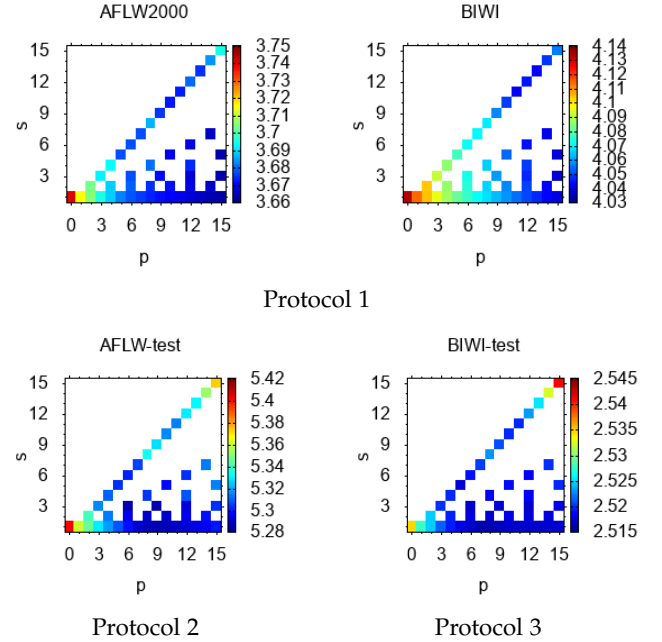 AFLW2000 BIWI
15 3.75 15 4.14
3.74 4.13
12 3.73 12 4.12
3.72 4.11
9 3.71 9 4.1
s 3.7 s 4.09
6 3.69 6 4.08
3.68 4.07
3 3.67 3 4.06
3.66 4.05
4.04
4.03
0 3 6 9 12 15 0 3 6 9 12 15
p p
Protocol 1
AFLW-test BIWI-test
15 5.42 15 2.545
12 5.4 12 2.54
5.38 2.535
9 5.36 9 2.53
s 5.34 s 2.525
6 5.32 6 2.52
3 5.3 3 2.515
5.28
0 3 6 9 12 15 0 3 6 9 12 15
p p
Protocol 2 Protocol 3